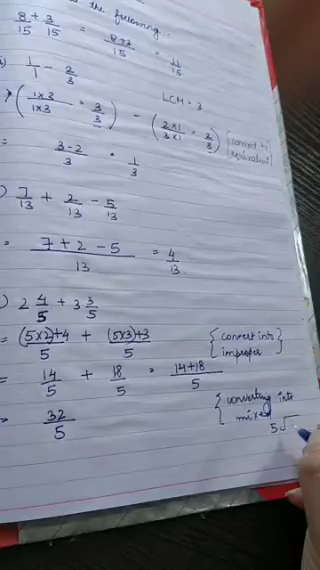 the following.
8/15 + 3/15 = 8+3/15 = 11/15
) 1/1 - 2/3 LCM = 3
(1×3/1×3 = 3/3) - (2×1/3×1 = 2/3) {convert to
equivalent}
= 3-2/3 = 1/3
) 7/13 + 2/13 - 5/13
= 7+2-5/13 = 4/13
) 2 4/5 + 3 3/5
= (5×2)+4/5 + (5×3)+3/5 {convert into
improper}
= 14/5 + 18/5 = 14+18/5
= 32/5 {converting into
5√